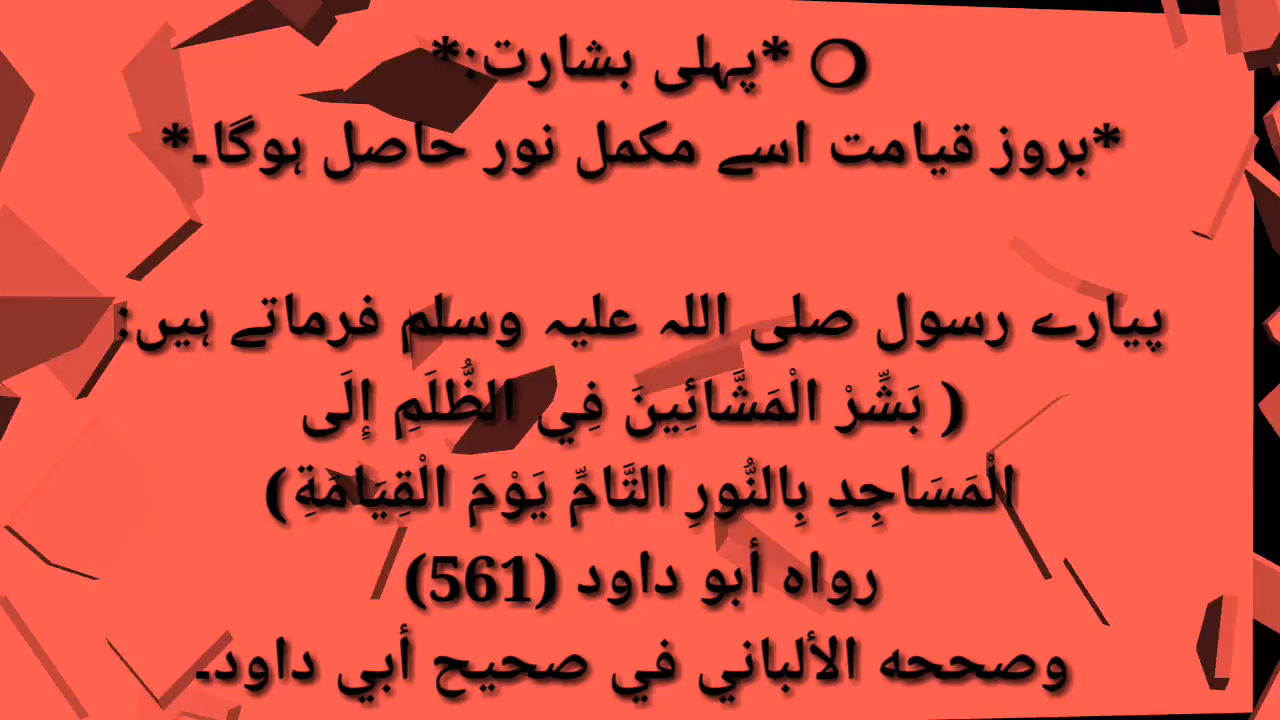 ❍ *پہلی بشارت:*
*بروز قیامت اسے مکمل نور حاصل ہوگا۔*
پیارے رسول صلی اللہ علیہ وسلم فرماتے ہیں:
( بَشِّرْ الْمَشَّائِينَ فِي الظُّلَمِ إِلَى
الْمَسَاجِدِ بِالنُّورِ التَّامِّ يَوْمَ الْقِيَامَةِ)
رواه أبو داود (561)
وصححه الألباني في صحيح أبي داود۔